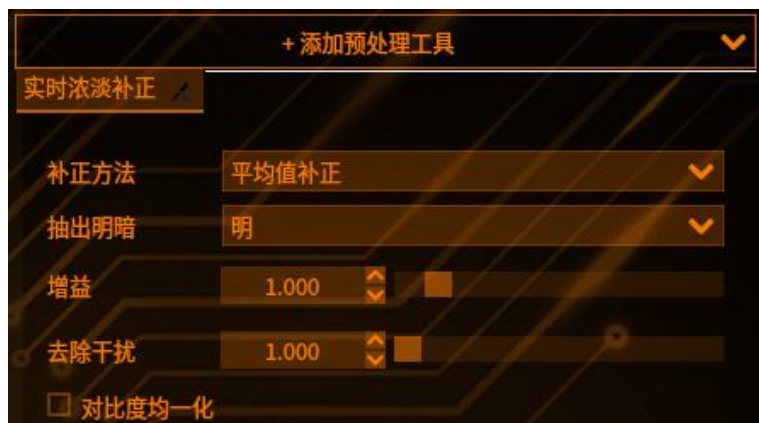 + 添加预处理工具
实时浓淡补正
补正方法 平均值补正
抽出明暗 明
增益 1.000
去除干扰 1.000
对比度均一化